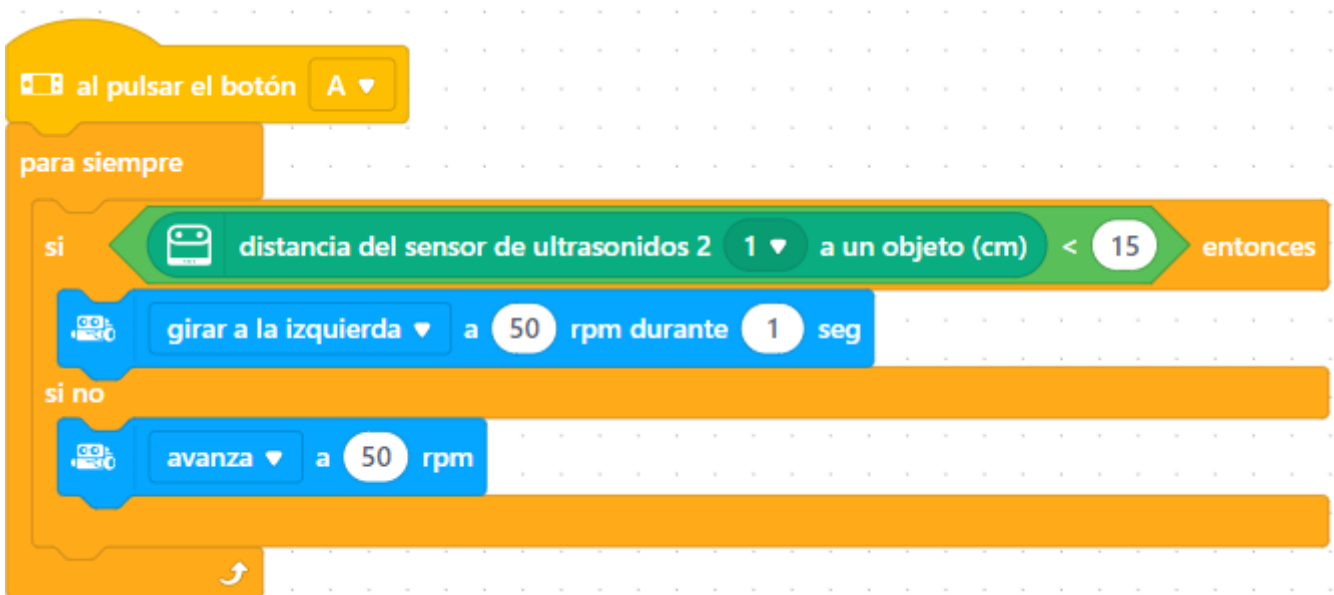 al pulsar el botón A
para siempre
si distancia del sensor de ultrasonidos 2 1 a un objeto (cm) < 15 entonces
girar a la izquierda a 50 rpm durante 1 seg
si no
avanza a 50 rpm